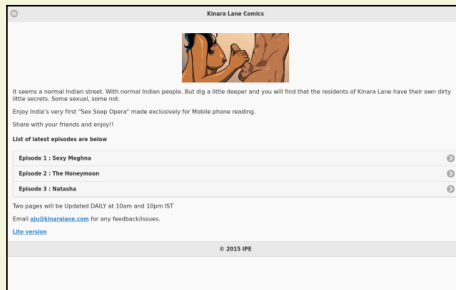 Kinara Lane Comics
It seems a normal Indian street. With normal Indian people. But dig a little deeper and you will find that the residents of Kinara Lane have their own dirty
little secrets. Some sexual, some not.
Enjoy India's very first "Sex Soap Opera" made exclusively for Mobile phone reading.
Share with your friends and enjoy!!
List of latest episodes are below
Episode 1 : Sexy Meghna
Episode 2 : The Honeymoon
Episode 3 : Natasha
Two pages will be Updated DAILY at 10am and 10pm IST
Email aju@kinaralane.com for any feedback/issues.
Lite version
© 2015 IPE